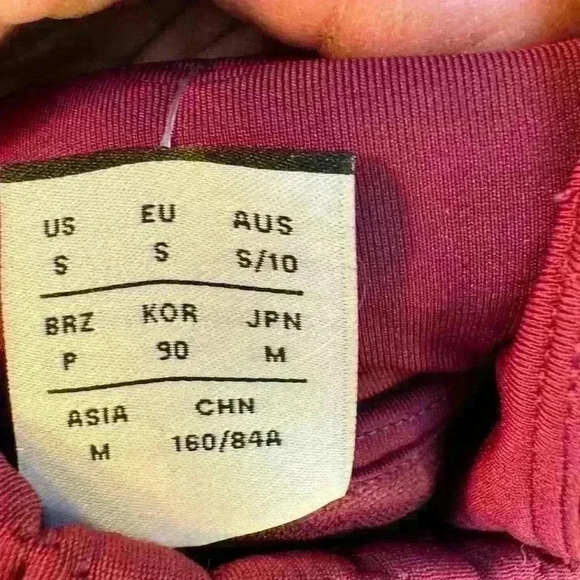 US EU AUS
S S S/10
BRZ KOR JPN
P 90 M
ASIA CHN
M 160/84A